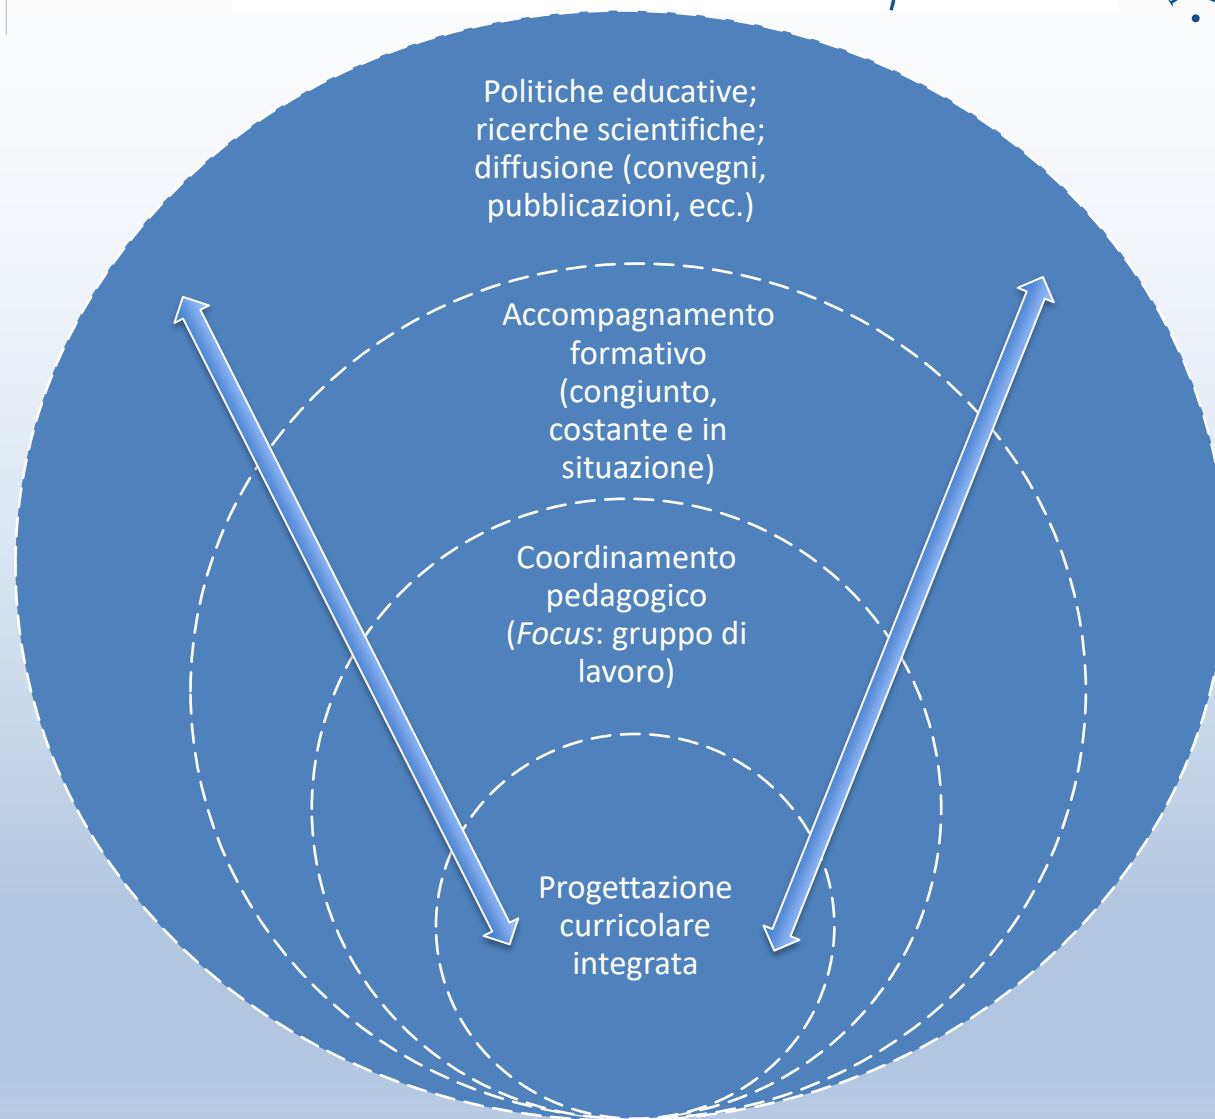 Politiche educative;
ricerche scientifiche;
diffusione (convegni,
pubblicazioni, ecc.)
Accompagnamento
formativo
(congiunto,
costante e in
situazione)
Coordinamento
pedagogico
(Focus: gruppo di
lavoro)
Progettazione
curricolare
integrata